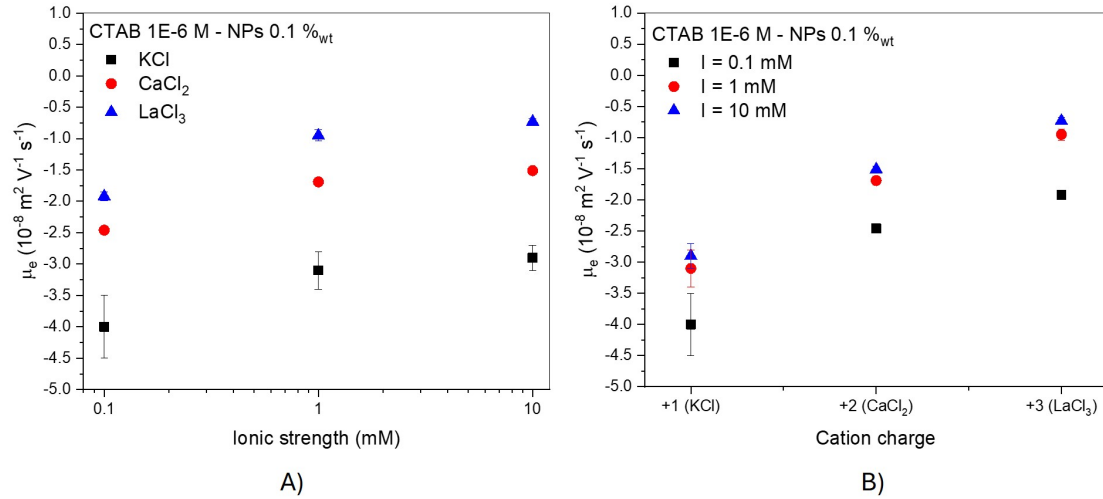 CTAB 1E-6 M - NPs 0.1 %wt
KCl
CaCl2
LaCl3
1.0
0.5
0.0
-0.5
-1.0
-1.5
-2.0
-2.5
-3.0
-3.5
-4.0
-4.5
-5.0
μe (10-8 m2 V-1 s-1)
0.1
1
10
Ionic strength (mM)
A)
CTAB 1E-6 M - NPs 0.1 %wt
I = 0.1 mM
I = 1 mM
I = 10 mM
1.0
0.5
0.0
-0.5
-1.0
-1.5
-2.0
-2.5
-3.0
-3.5
-4.0
-4.5
-5.0
μe (10-8 m2 V-1 s-1)
+1 (KCl)
+2 (CaCl2)
+3 (LaCl3)
Cation charge
B)